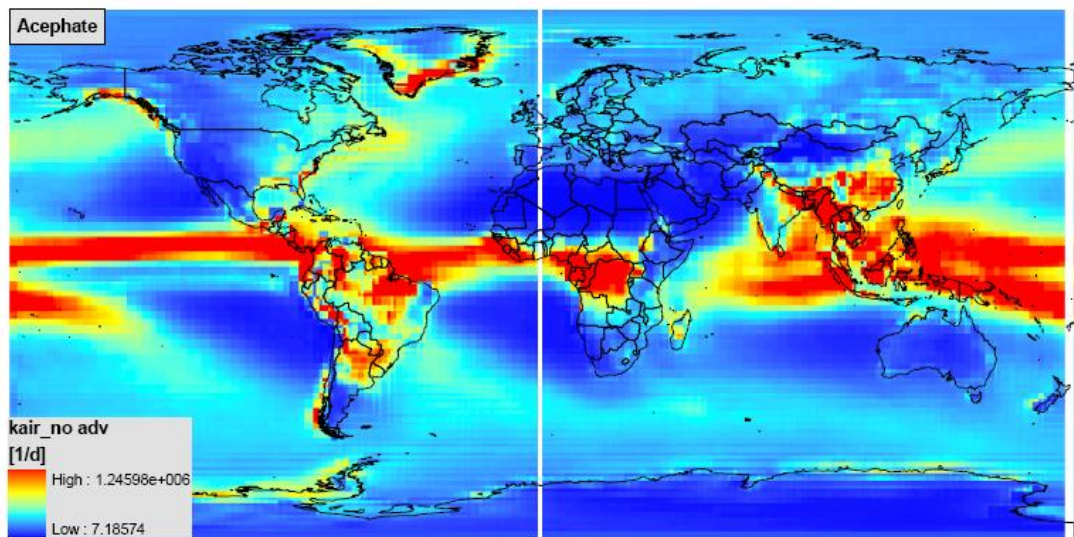 Acephate
kair_no adv
[1/d]
High : 1.24598e+006
Low : 7.18574